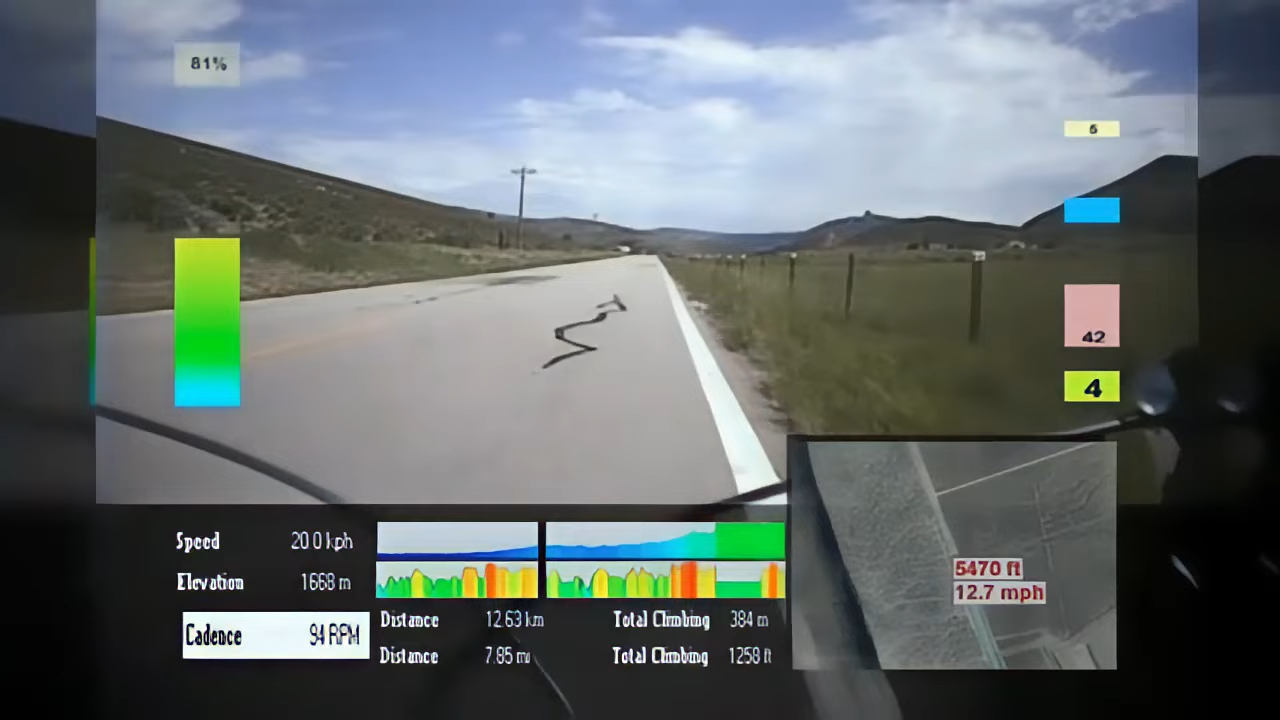 81%
6
42
4
Speed 20.0 kph
Elevation 1668 m
Cadence 94 RPM
Distance 12.63 km
Total Climbing 384 m
Distance 7.85 mi
Total Climbing 1258 ft
5470 ft
12.7 mph